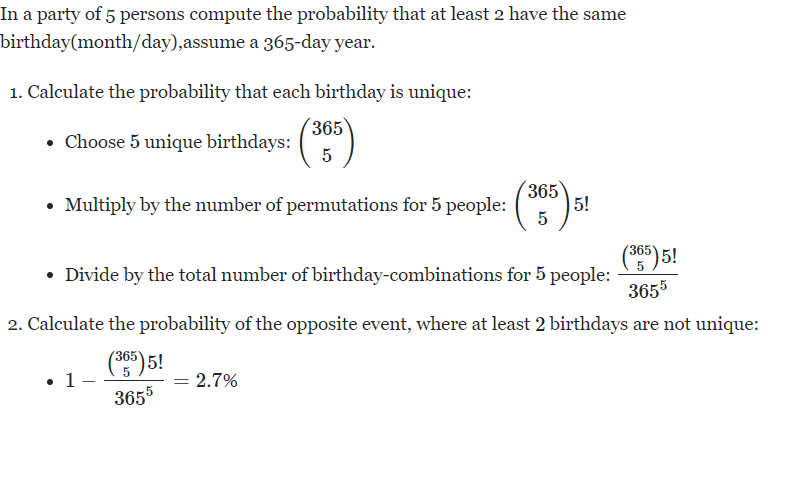 In a party of 5 persons compute the probability that at least 2 have the same
birthday(month/day),assume a 365-day year.
1. Calculate the probability that each birthday is unique:
• Choose 5 unique birthdays: $\binom{365}{5}$
• Multiply by the number of permutations for 5 people: $\binom{365}{5}5!$
• Divide by the total number of birthday-combinations for 5 people: $\frac{\binom{365}{5}5!}{365^5}$
2. Calculate the probability of the opposite event, where at least 2 birthdays are not unique:
• $1 - \frac{\binom{365}{5}5!}{365^5} = 2.7\%$